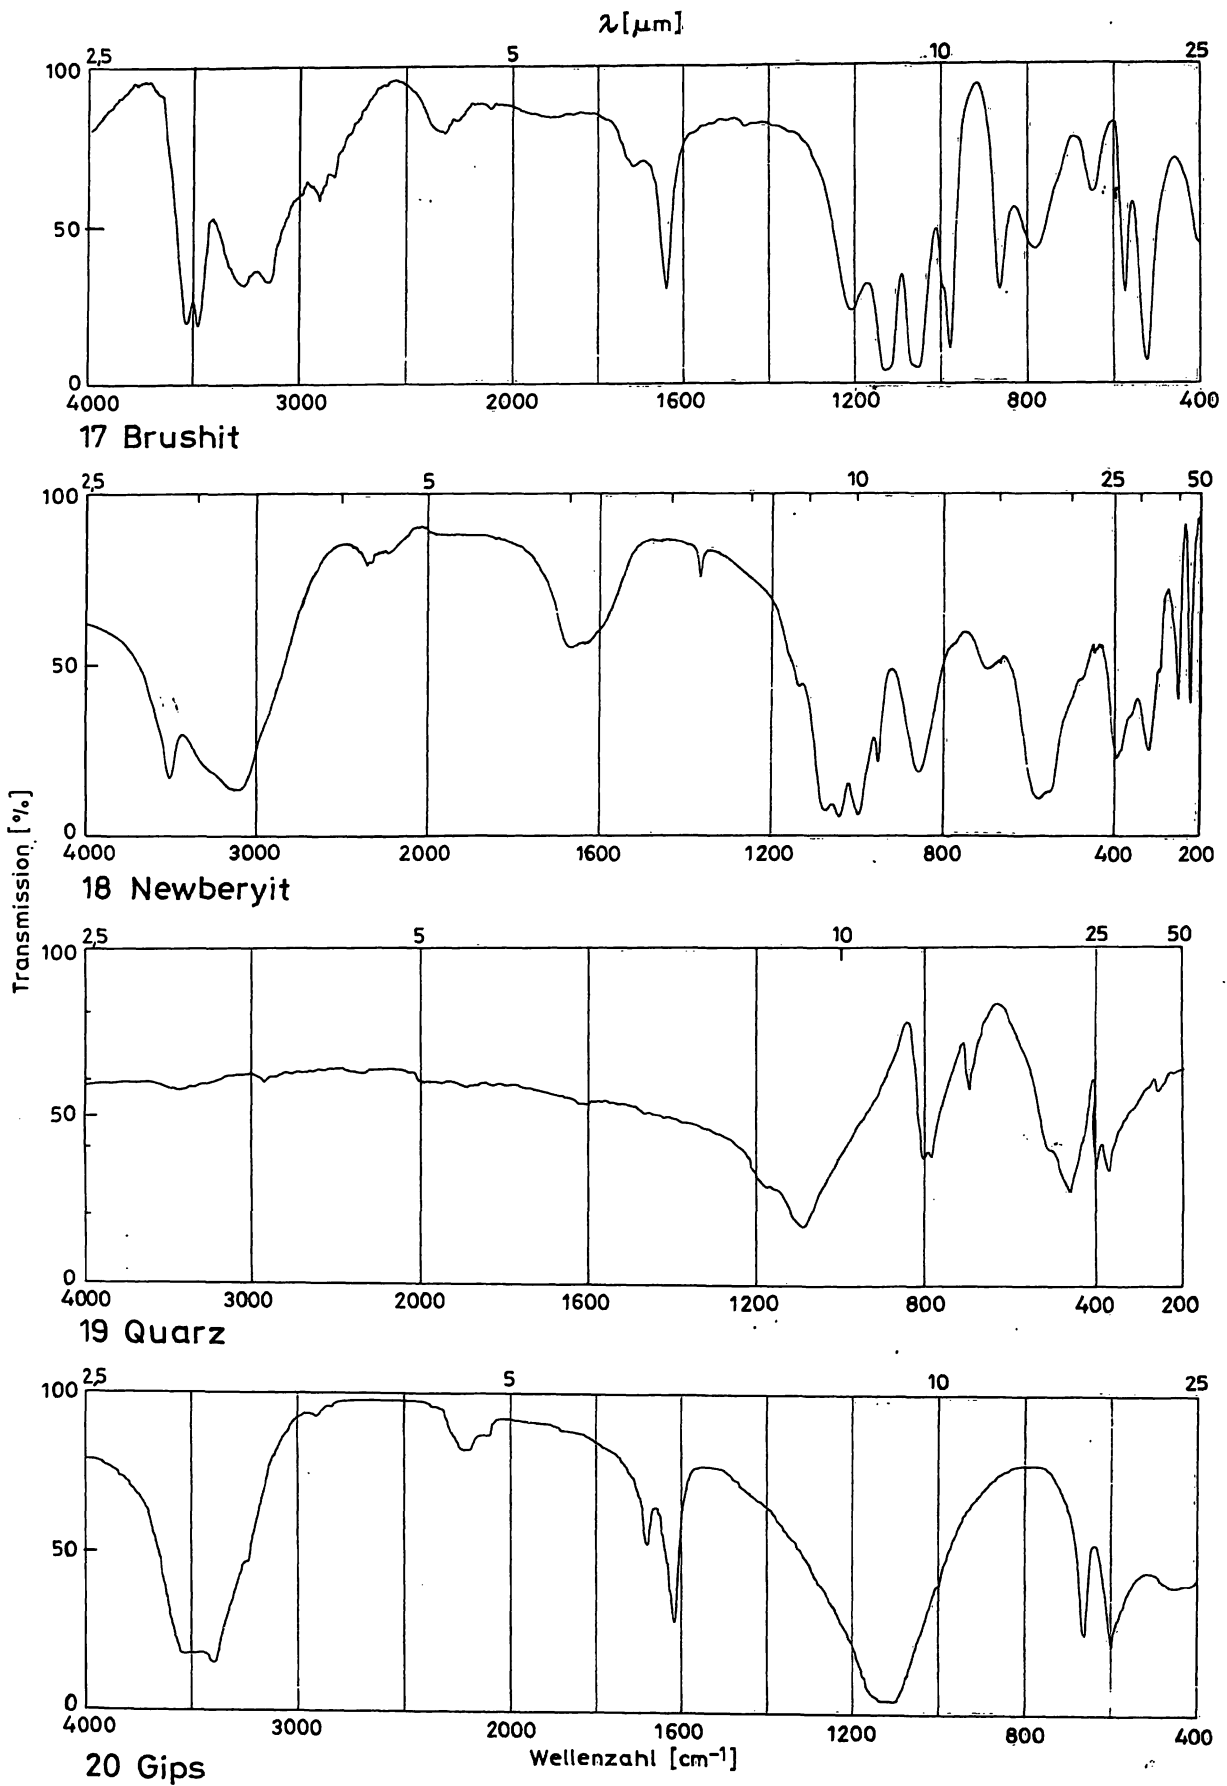 λ [μm]
2,5 5 10 25
100
50
0
4000 3000 2000 1600 1200 800 400
17 Brushit
2,5 5 10 25 50
100
50
0
4000 3000 2000 1600 1200 800 400 200
18 Newberyit
Transmission [%]
2,5 5 10 25 50
100
50
0
4000 3000 2000 1600 1200 800 400 200
19 Quarz
2,5 5 10 25
100
50
0
4000 3000 2000 1600 1200 800 400
Wellenzahl [cm⁻¹]
20 Gips